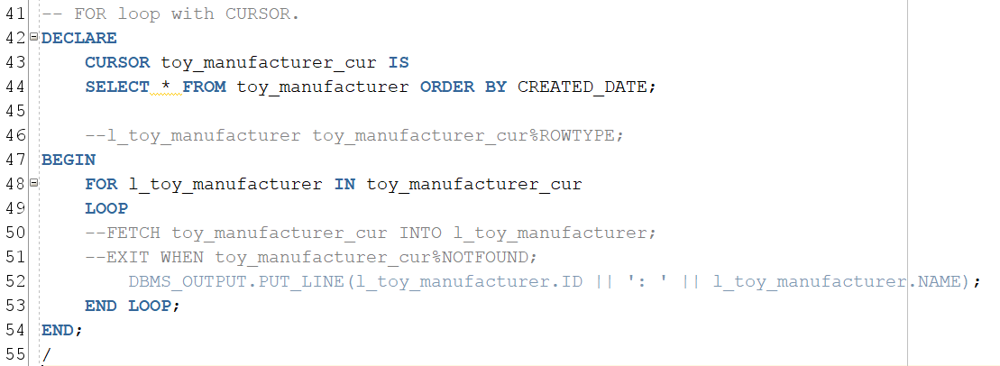 41 -- FOR loop with CURSOR.
42 DECLARE
43 CURSOR toy_manufacturer_cur IS
44 SELECT * FROM toy_manufacturer ORDER BY CREATED_DATE;
45
46 --l_toy_manufacturer toy_manufacturer_cur%ROWTYPE;
47 BEGIN
48 FOR l_toy_manufacturer IN toy_manufacturer_cur
49 LOOP
50 --FETCH toy_manufacturer_cur INTO l_toy_manufacturer;
51 --EXIT WHEN toy_manufacturer_cur%NOTFOUND;
52 DBMS_OUTPUT.PUT_LINE(l_toy_manufacturer.ID || ': ' || l_toy_manufacturer.NAME);
53 END LOOP;
54 END;
55 /